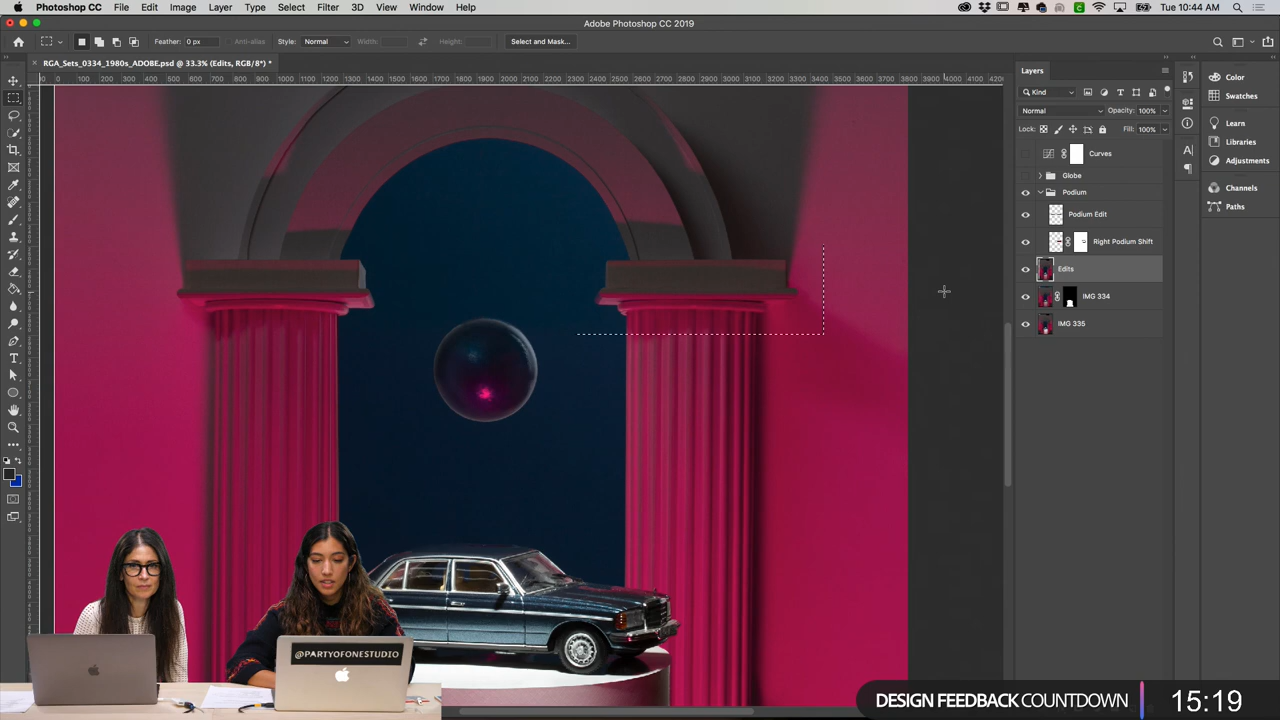 Photoshop CC File Edit Image Layer Type Select Filter 3D View Window Help Tue 10:44 AM
Adobe Photoshop CC 2019
Feather: 0 px Anti-alias Style: Normal Width: Height: Select and Mask...
RGA_Sets_0334_1980s_ADOBE.psd @ 33.3% (Edits, RGB/8*) *
Layers
Kind
Normal Opacity: 100%
Lock: Fill: 100%
Curves
Globe
Podium
Podium Edit
Right Podium Shift
Edits
IMG 334
IMG 335
Color
Swatches
Learn
Libraries
Adjustments
Channels
Paths
@PARTYOFONESTUDIO
DESIGN FEEDBACK COUNTDOWN 15:19